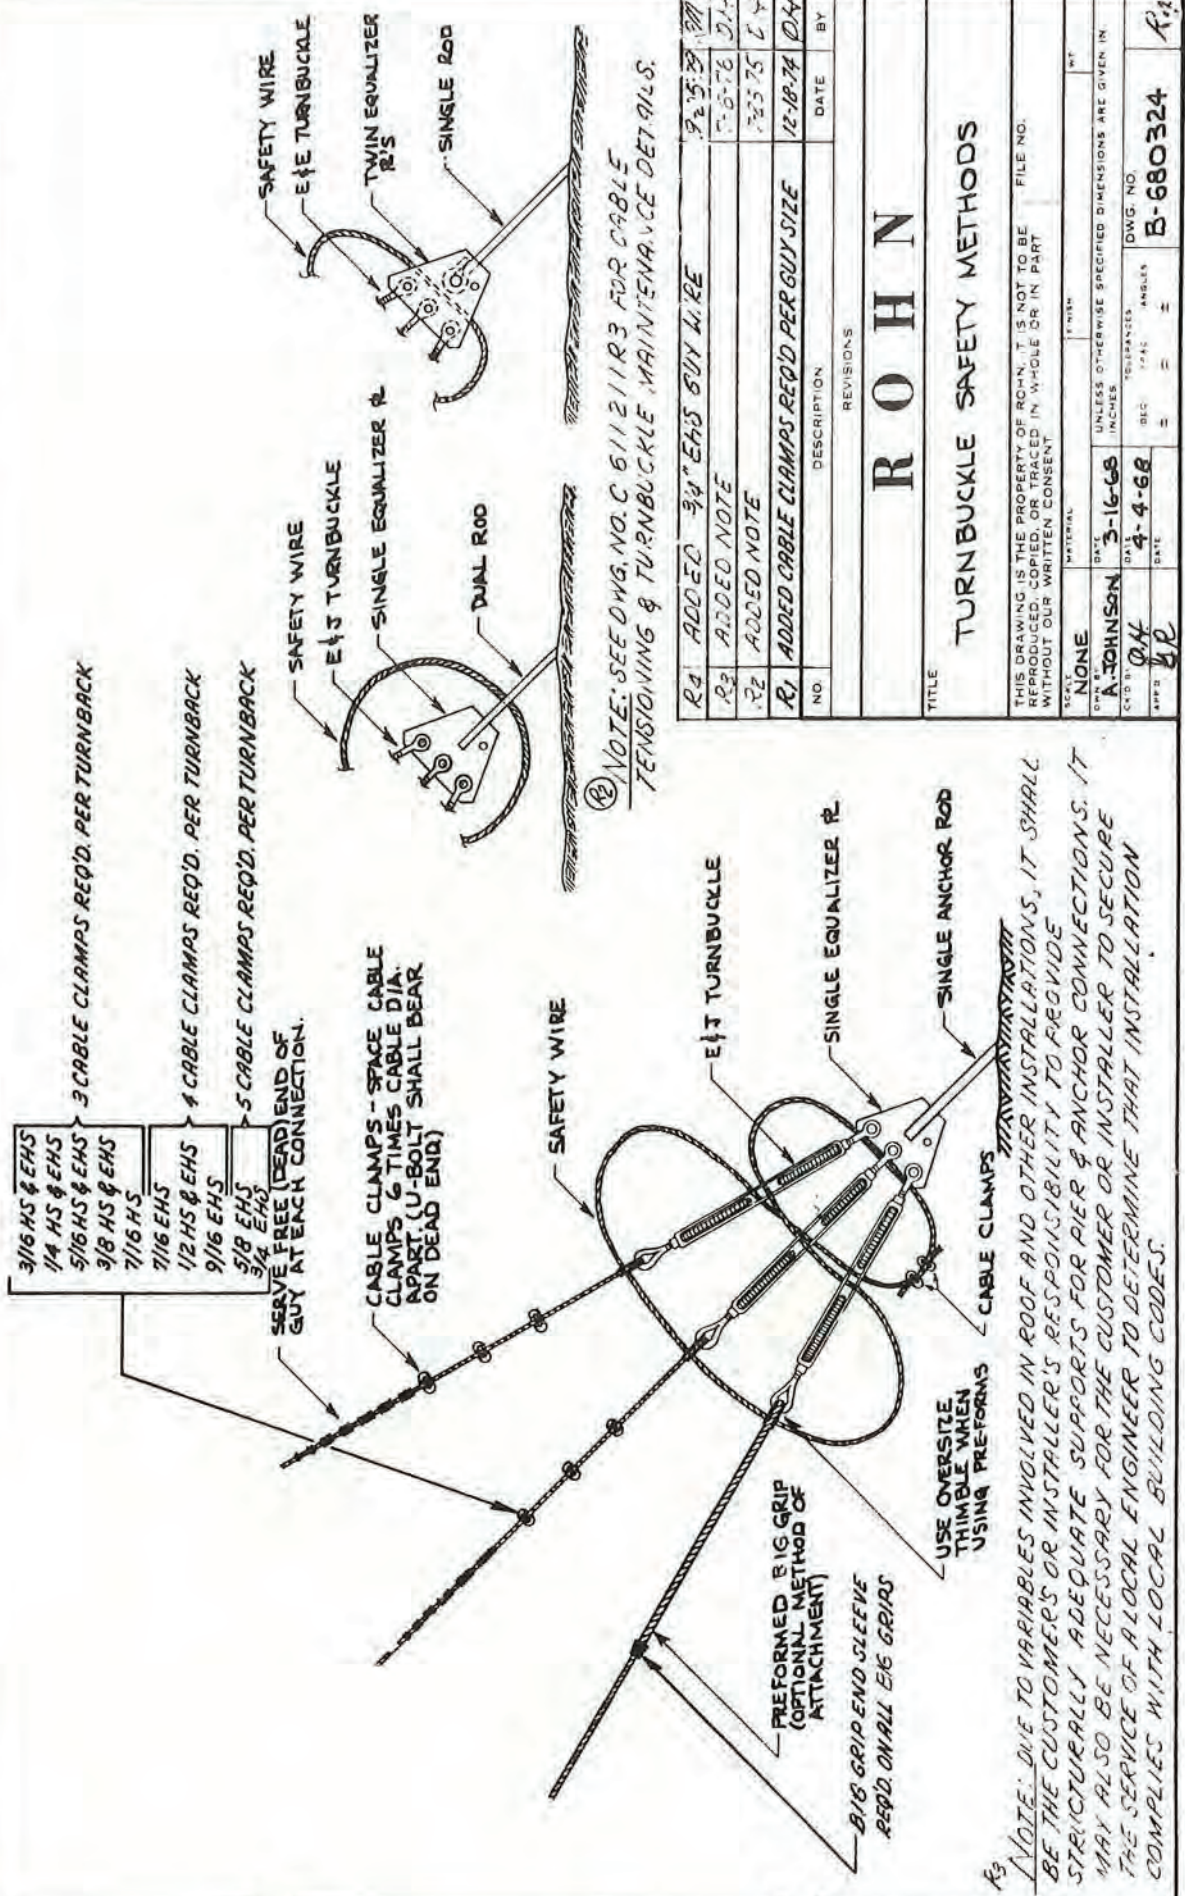 3/16 HS & EHS
1/4 HS & EHS
5/16 HS & EHS
3/8 HS & EHS
7/16 HS
3 CABLE CLAMPS REQ'D. PER TURNBACK
7/16 EHS
1/2 HS & EHS
9/16 EHS
4 CABLE CLAMPS REQ'D. PER TURNBACK
5/8 EHS
3/4 EHS
5 CABLE CLAMPS REQ'D. PER TURNBACK
SERVE FREE (DEAD) END OF
GUY AT EACH CONNECTION.
CABLE CLAMPS - SPACE CABLE
CLAMPS 6 TIMES CABLE DIA.
APART. (U-BOLT SHALL BEAR
ON DEAD END)
SAFETY WIRE
E & J TURNBUCKLE
SINGLE EQUALIZER PL
SINGLE ANCHOR ROD
CABLE CLAMPS
USE OVERSIZE
THIMBLE WHEN
USING PREFORMS
PREFORMED BIG GRIP
(OPTIONAL METHOD OF
ATTACHMENT)
BIG GRIP END SLEEVE
REQ'D. ON ALL BIG GRIPS
SAFETY WIRE
E & J TURNBUCKLE
SINGLE EQUALIZER PL
DUAL ROD
SAFETY WIRE
E & E TURNBUCKLE
TWIN EQUALIZER
PL'S
SINGLE ROD
R2 NOTE: SEE DWG. NO. C 611211 R3 FOR CABLE
TENSIONING & TURNBUCKLE MAINTENANCE DETAILS.
R3
NOTE: DUE TO VARIABLES INVOLVED IN ROOF AND OTHER INSTALLATIONS, IT SHALL
BE THE CUSTOMER'S OR INSTALLER'S RESPONSIBILITY TO PROVIDE
STRUCTURALLY ADEQUATE SUPPORTS FOR PIER & ANCHOR CONNECTIONS. IT
MAY ALSO BE NECESSARY FOR THE CUSTOMER OR INSTALLER TO SECURE
THE SERVICE OF A LOCAL ENGINEER TO DETERMINE THAT INSTALLATION
COMPLIES WITH LOCAL BUILDING CODES.
R4 ADDED 3/4" EHS GUY WIRE
R3 ADDED NOTE
R2 ADDED NOTE
R1 ADDED CABLE CLAMPS REQ'D PER GUY SIZE 12-18-74
NO. DESCRIPTION DATE BY
REVISIONS
ROHN
TITLE
TURNBUCKLE SAFETY METHODS
THIS DRAWING IS THE PROPERTY OF ROHN. IT IS NOT TO BE
REPRODUCED, COPIED, OR TRACED IN WHOLE OR IN PART
WITHOUT OUR WRITTEN CONSENT
FILE NO.
SCALE NONE MATERIAL FINISH WT
DWN BY A. JOHNSON DATE 3-16-68
UNLESS OTHERWISE SPECIFIED DIMENSIONS ARE GIVEN IN
INCHES
DATE 4-4-68
TOLERANCES
DEC ANGLES
± ± ±
DATE
DWG. NO.
B-680324